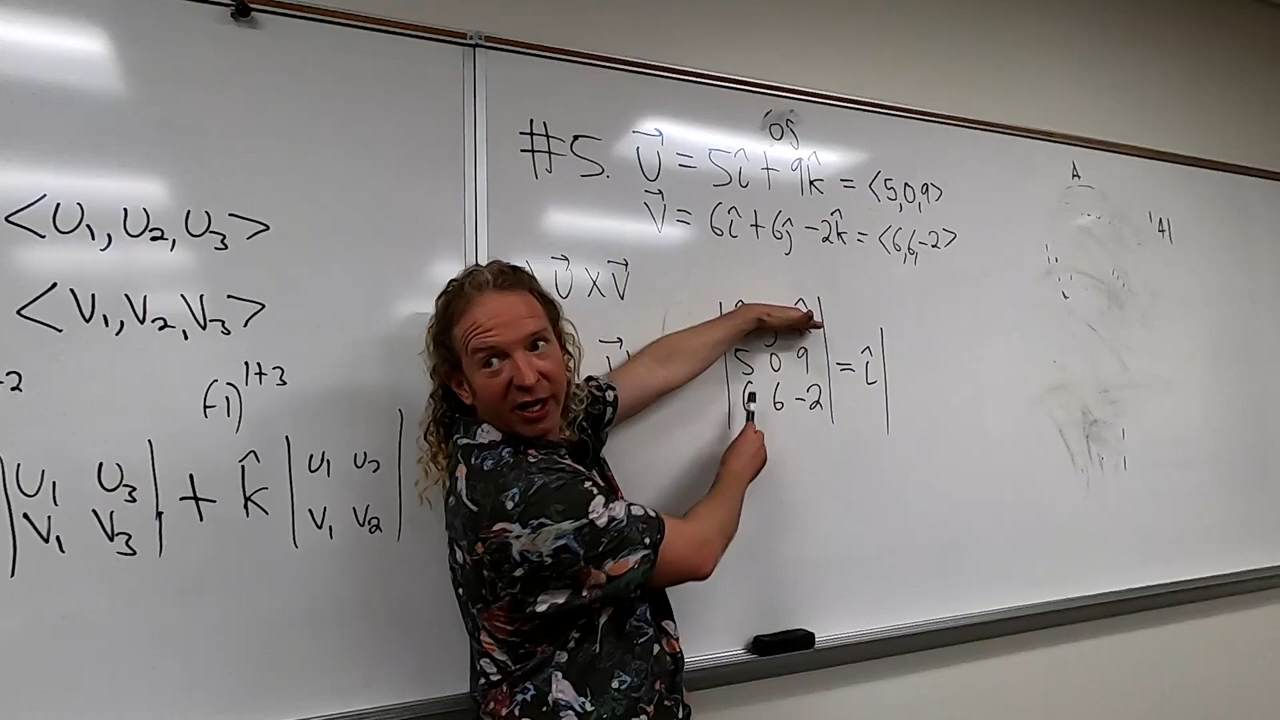 <U₁, U₂, U₃>
<V₁, V₂, V₃>
(-1)¹⁺³
|U₁ U₃| + k̂ |U₁ U₂|
|V₁ V₃| |V₁ V₂|
0ĵ
#5. U⃗ = 5î + 9k̂ = <5,0,9>
V⃗ = 6î + 6ĵ - 2k̂ = <6,6,-2>
U⃗ X V⃗
5 0 9 = î
6 6 -2